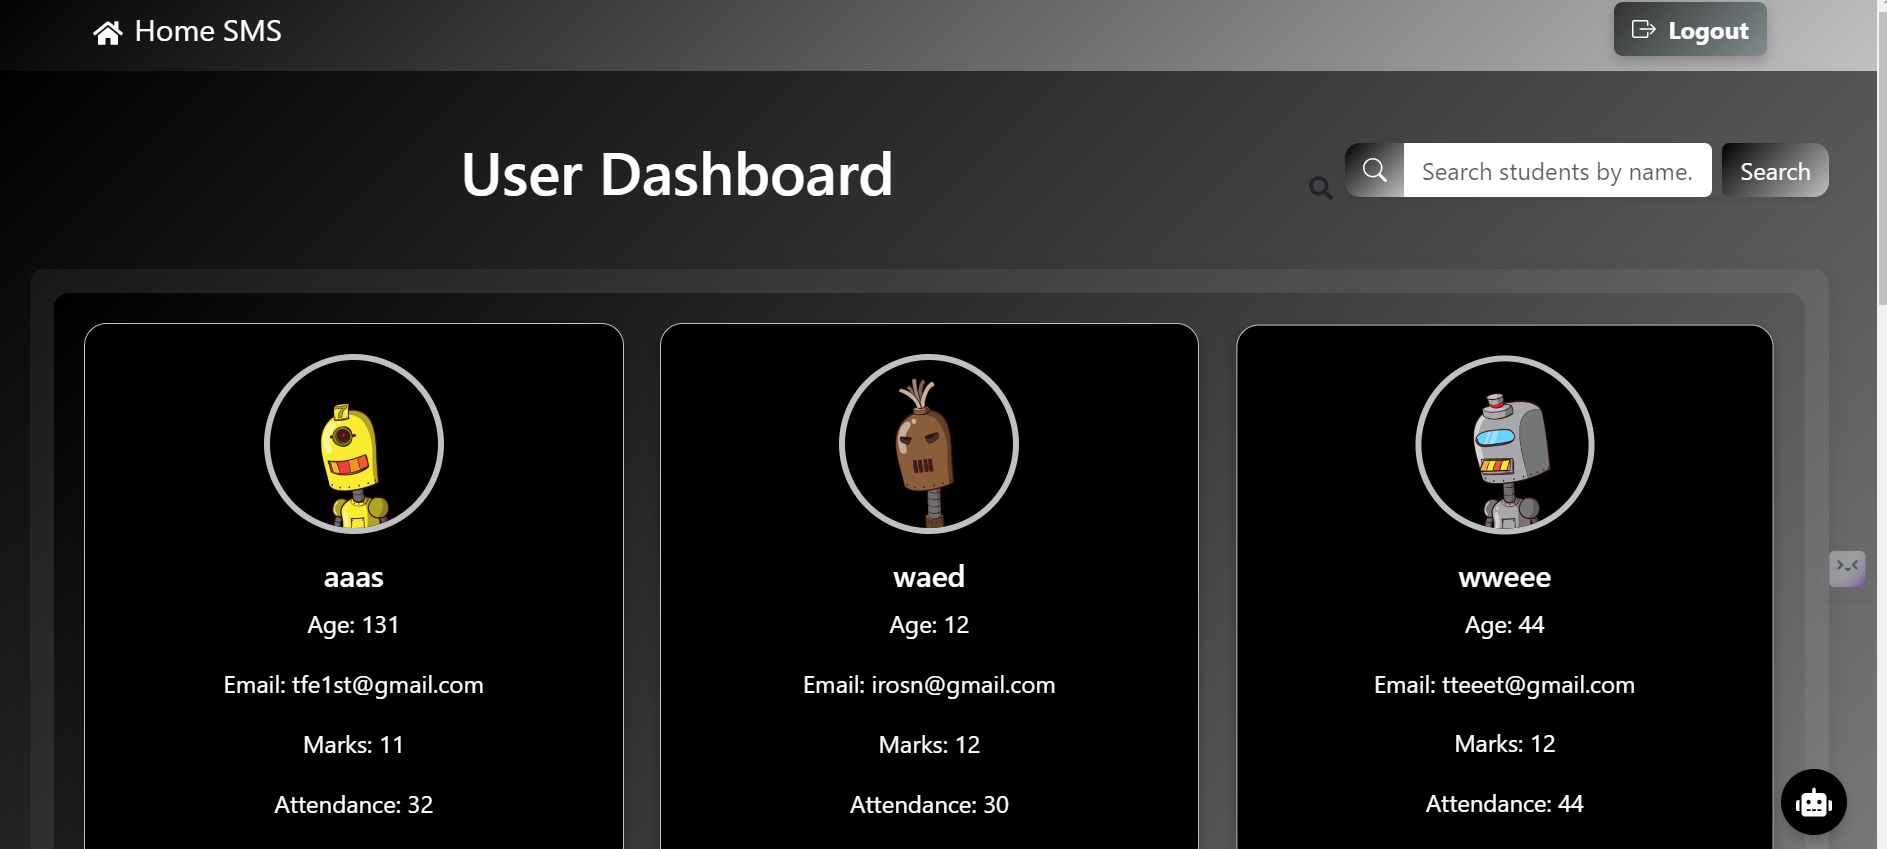 Home SMS
Logout
User Dashboard
Search students by name.
Search
7
aaas
Age: 131
Email: tfe1st@gmail.com
Marks: 11
Attendance: 32
waed
Age: 12
Email: irosn@gmail.com
Marks: 12
Attendance: 30
wweee
Age: 44
Email: tteeet@gmail.com
Marks: 12
Attendance: 44